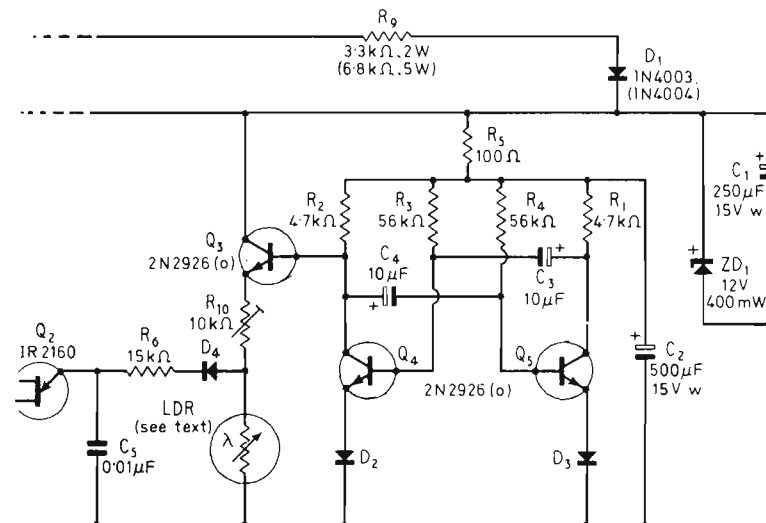 R9
3·3kΩ.2W
(6.8kΩ.5W)
D1
1N4003.
(1N4004)
R5
100Ω
R2
4·7kΩ
R3
56kΩ
R4
56kΩ
R1
4·7kΩ
C1
250µF
15V w
+
Q3
2N2926(o)
C4
10µF
+
C3
10µF
+
ZD1
12V
400mW
+
R10
10kΩ
Q2
IR2160
R6
15kΩ
D4
Q4
Q5
2N2926(o)
C2
500µF
15V w
+
LDR
(see text)
λ
C5
0·01µF
D2
D3